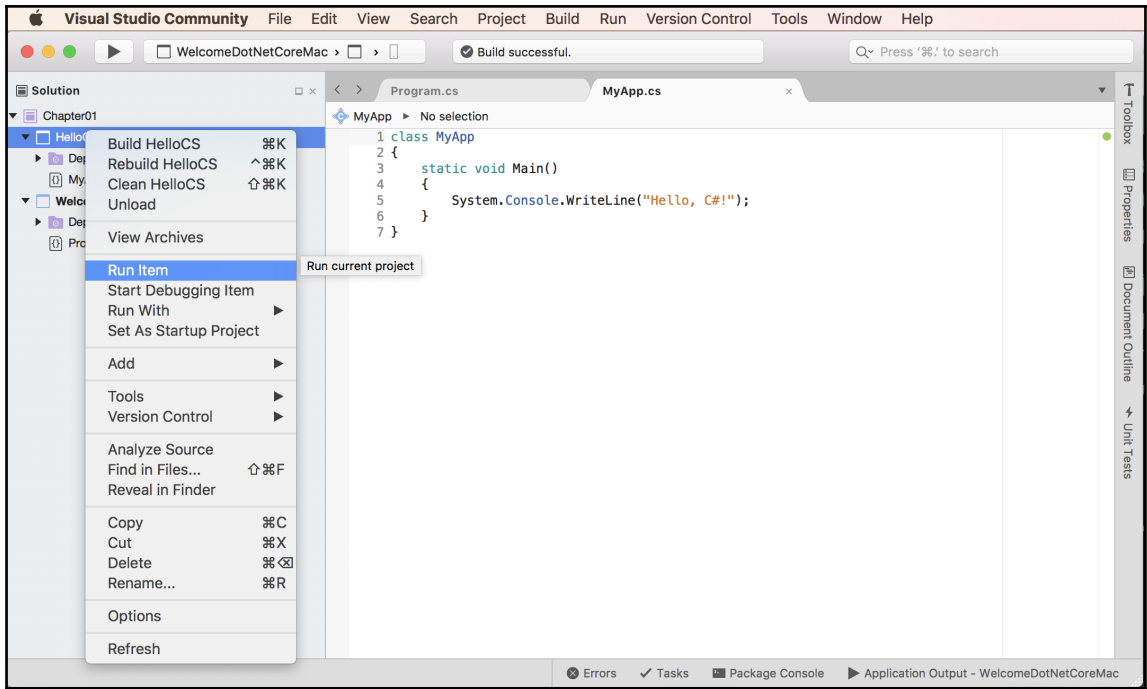 Visual Studio Community File Edit View Search Project Build Run Version Control Tools Window Help
WelcomeDotNetCoreMac › › Build successful. Press ‘⌘.’ to search
Solution
Program.cs MyApp.cs
Chapter01
MyApp ▶ No selection
1 class MyApp
2 {
3 static void Main()
4 {
5 System.Console.WriteLine("Hello, C#!");
6 }
7 }
Build HelloCS ⌘K
Rebuild HelloCS ^⌘K
Clean HelloCS ⇧⌘K
Unload
View Archives
Run Item
Run current project
Start Debugging Item
Run With ▶
Set As Startup Project
Add ▶
Tools ▶
Version Control ▶
Analyze Source
Find in Files... ⇧⌘F
Reveal in Finder
Copy ⌘C
Cut ⌘X
Delete ⌘⌫
Rename... ⌘R
Options
Refresh
Toolbox
Properties
Document Outline
Unit Tests
Errors Tasks Package Console Application Output - WelcomeDotNetCoreMac